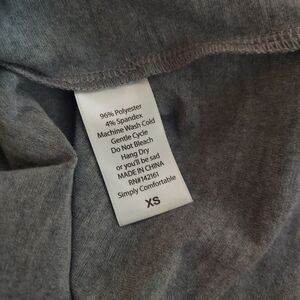 96% Polyester
4% Spandex
Machine Wash Cold
Gentle Cycle
Do Not Bleach
Hang Dry
or you'll be sad
MADE IN CHINA
RN#142161
Simply Comfortable
XS